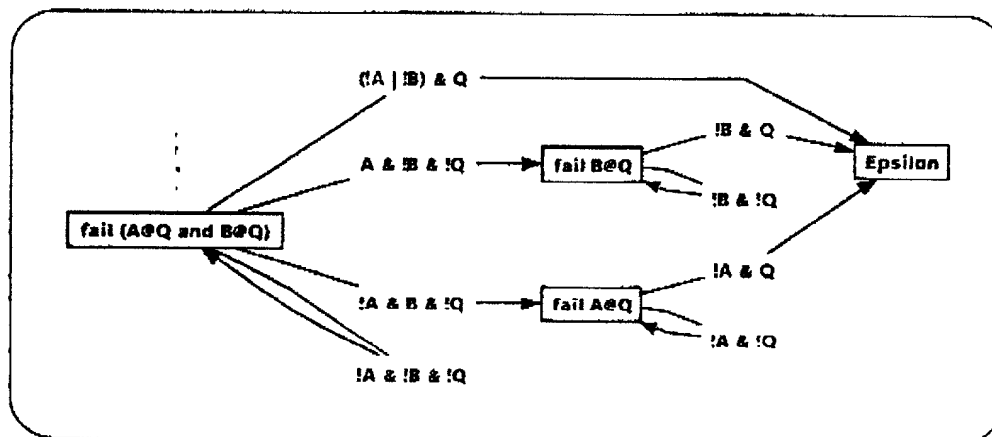 (!A | !B) & Q
!B & Q
A & !B & !Q
fail B@Q
Epsilon
!B & !Q
fail (A@Q and B@Q)
!A & Q
!A & B & !Q
fail A@Q
!A & !Q
!A & !B & !Q